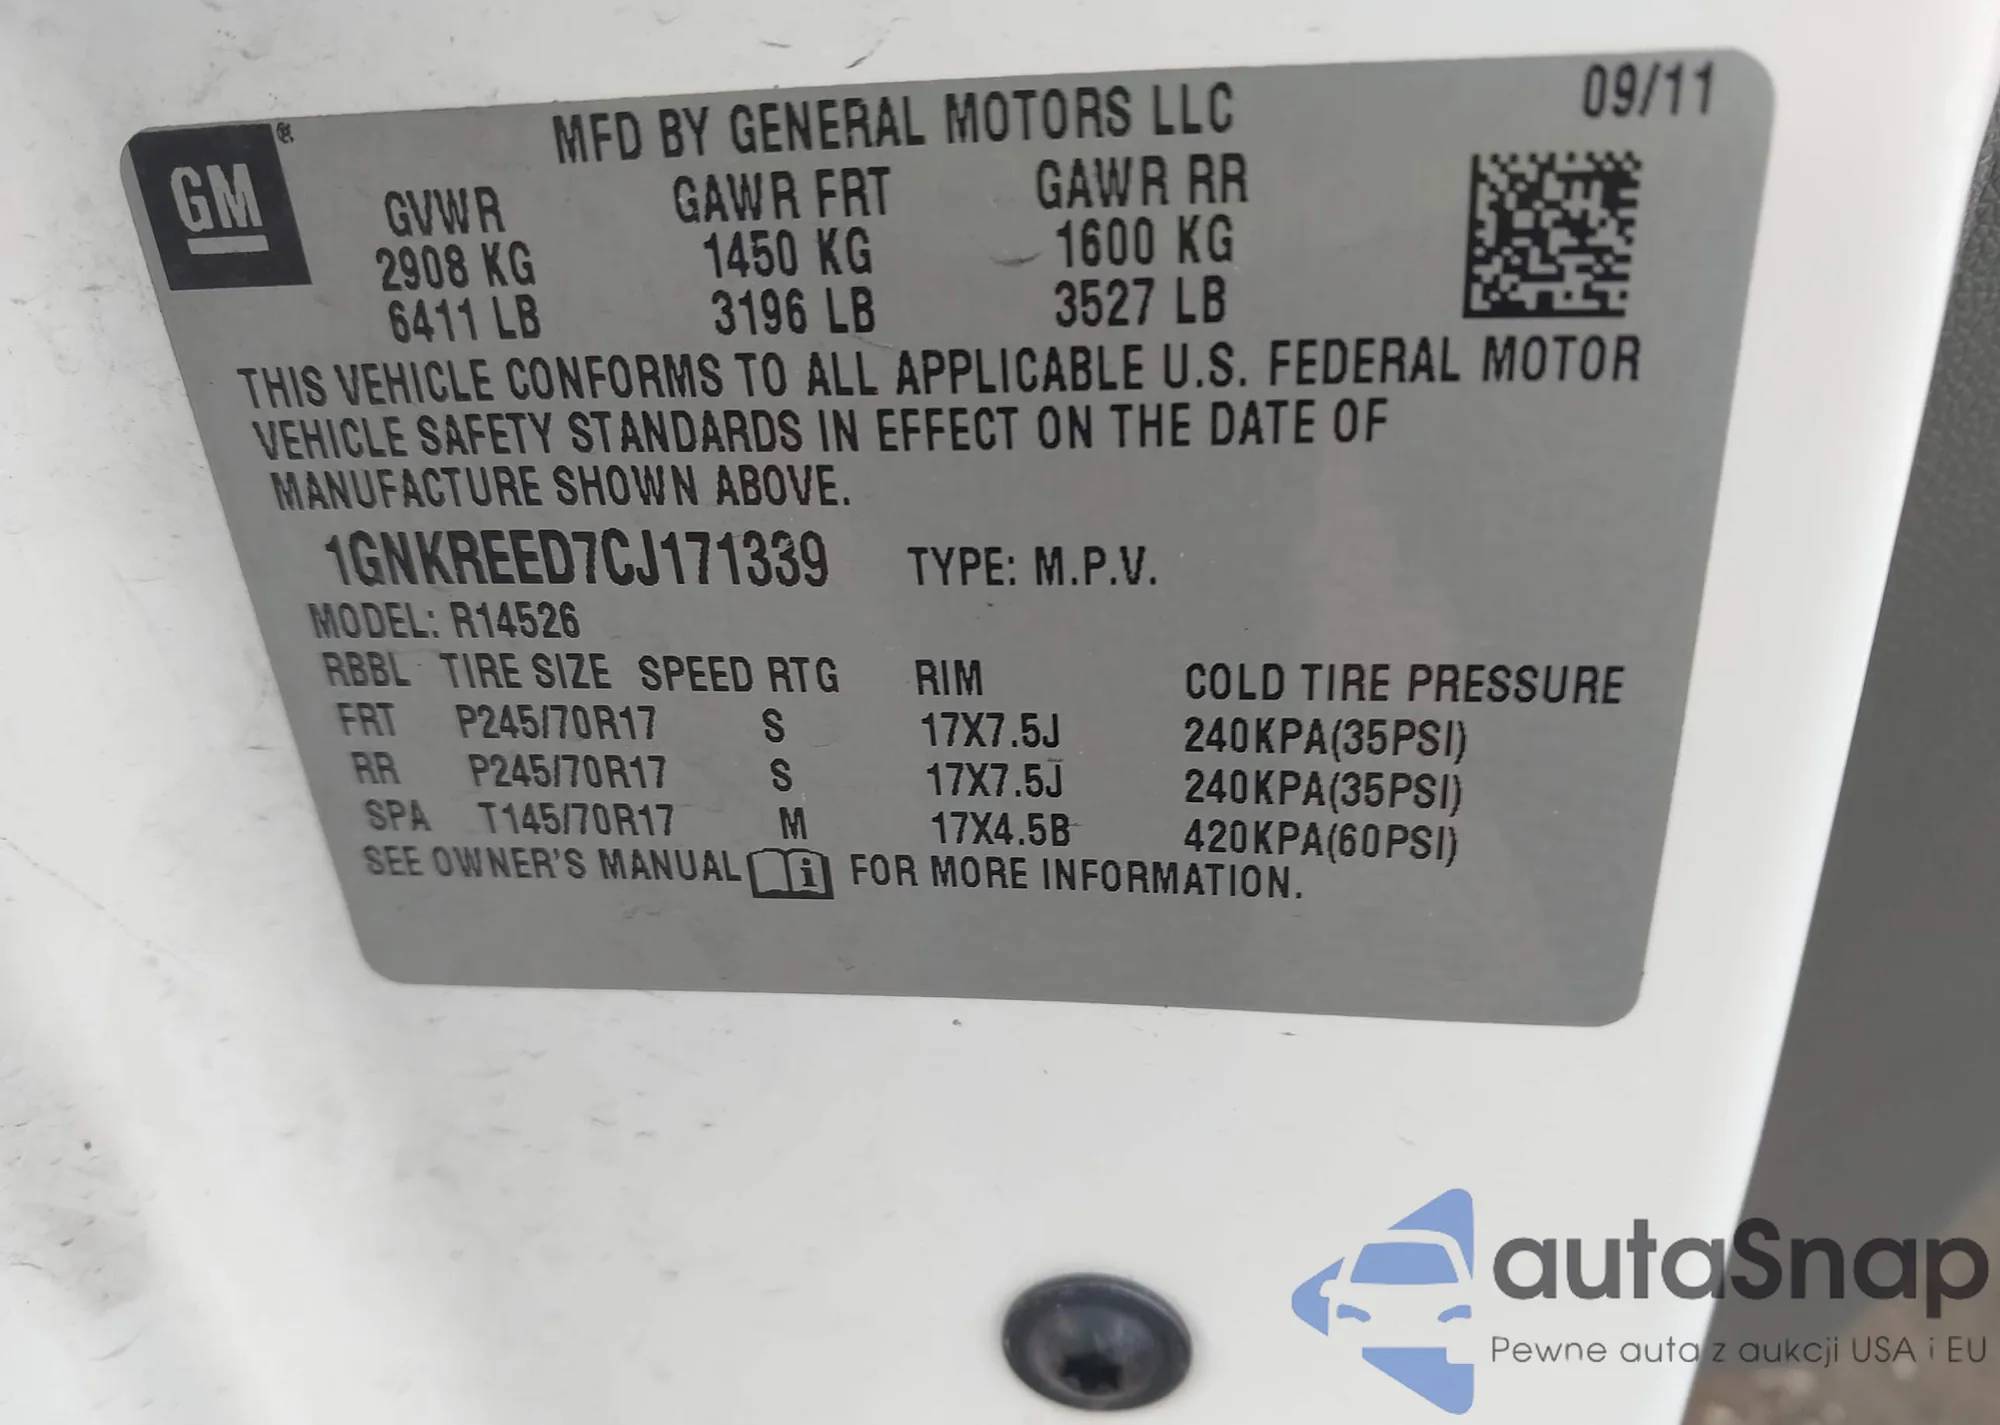 09/11
GM®
MFD BY GENERAL MOTORS LLC
GVWR GAWR FRT GAWR RR
2908 KG 1450 KG 1600 KG
6411 LB 3196 LB 3527 LB
THIS VEHICLE CONFORMS TO ALL APPLICABLE U.S. FEDERAL MOTOR
VEHICLE SAFETY STANDARDS IN EFFECT ON THE DATE OF
MANUFACTURE SHOWN ABOVE.
1GNKREED7CJ171339 TYPE: M.P.V.
MODEL: R14526
RBBL TIRE SIZE SPEED RTG RIM COLD TIRE PRESSURE
FRT P245/70R17 S 17X7.5J 240KPA(35PSI)
RR P245/70R17 S 17X7.5J 240KPA(35PSI)
SPA T145/70R17 M 17X4.5B 420KPA(60PSI)
SEE OWNER'S MANUAL i FOR MORE INFORMATION.
autaSnap
Pewne auta z aukcji USA i EU